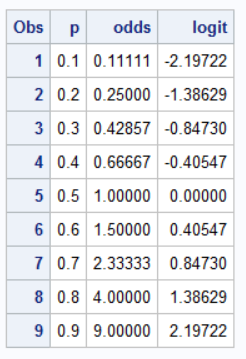 Obs p odds logit
1 0.1 0.11111 -2.19722
2 0.2 0.25000 -1.38629
3 0.3 0.42857 -0.84730
4 0.4 0.66667 -0.40547
5 0.5 1.00000 0.00000
6 0.6 1.50000 0.40547
7 0.7 2.33333 0.84730
8 0.8 4.00000 1.38629
9 0.9 9.00000 2.19722